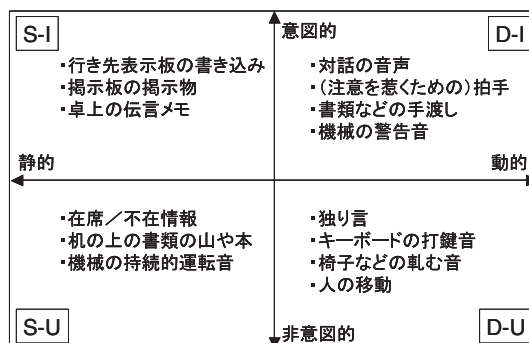 S-I
意図的
D-I
・行き先表示板の書き込み
・掲示板の掲示物
・卓上の伝言メモ
・対話の音声
・(注意を惹くための)拍手
・書類などの手渡し
・機械の警告音
静的
動的
・在席/不在情報
・机の上の書類の山や本
・機械の持続的運転音
・独り言
・キーボードの打鍵音
・椅子などの軋む音
・人の移動
S-U
非意図的
D-U